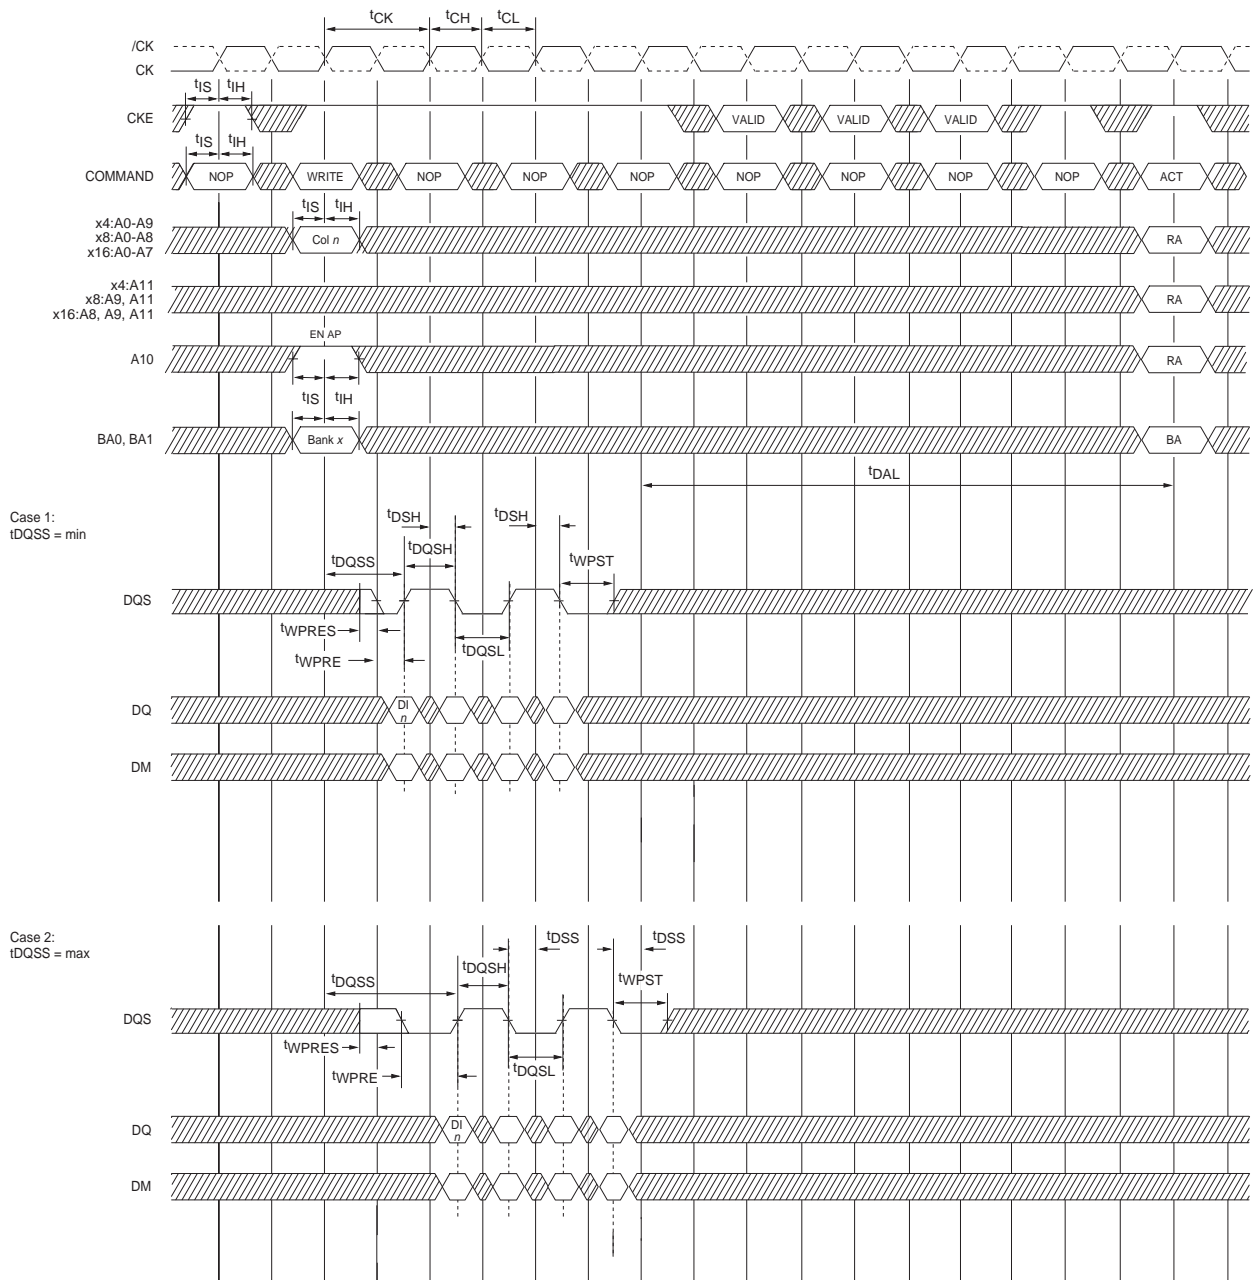 tCK tCH tCL
/CK
CK
tIS tIH
CKE VALID VALID VALID
tIS tIH
COMMAND NOP WRITE NOP NOP NOP NOP NOP NOP NOP ACT
tIS tIH
x4:A0-A9
x8:A0-A8
x16:A0-A7
Col n RA
x4:A11
x8:A9, A11
x16:A8, A9, A11
RA
EN AP
A10 RA
tIS tIH
BA0, BA1 Bank x BA
tDAL
Case 1:
tDQSS = min
tDSH tDSH
tDQSH
tWPST
tDQSS
DQS
tWPRES
tDQSL
tWPRE
DQ DI
n
DM
Case 2:
tDQSS = max
tDSS tDSS
tDQSH
tWPST
tDQSS
DQS
tWPRES
tDQSL
tWPRE
DQ DI
n
DM